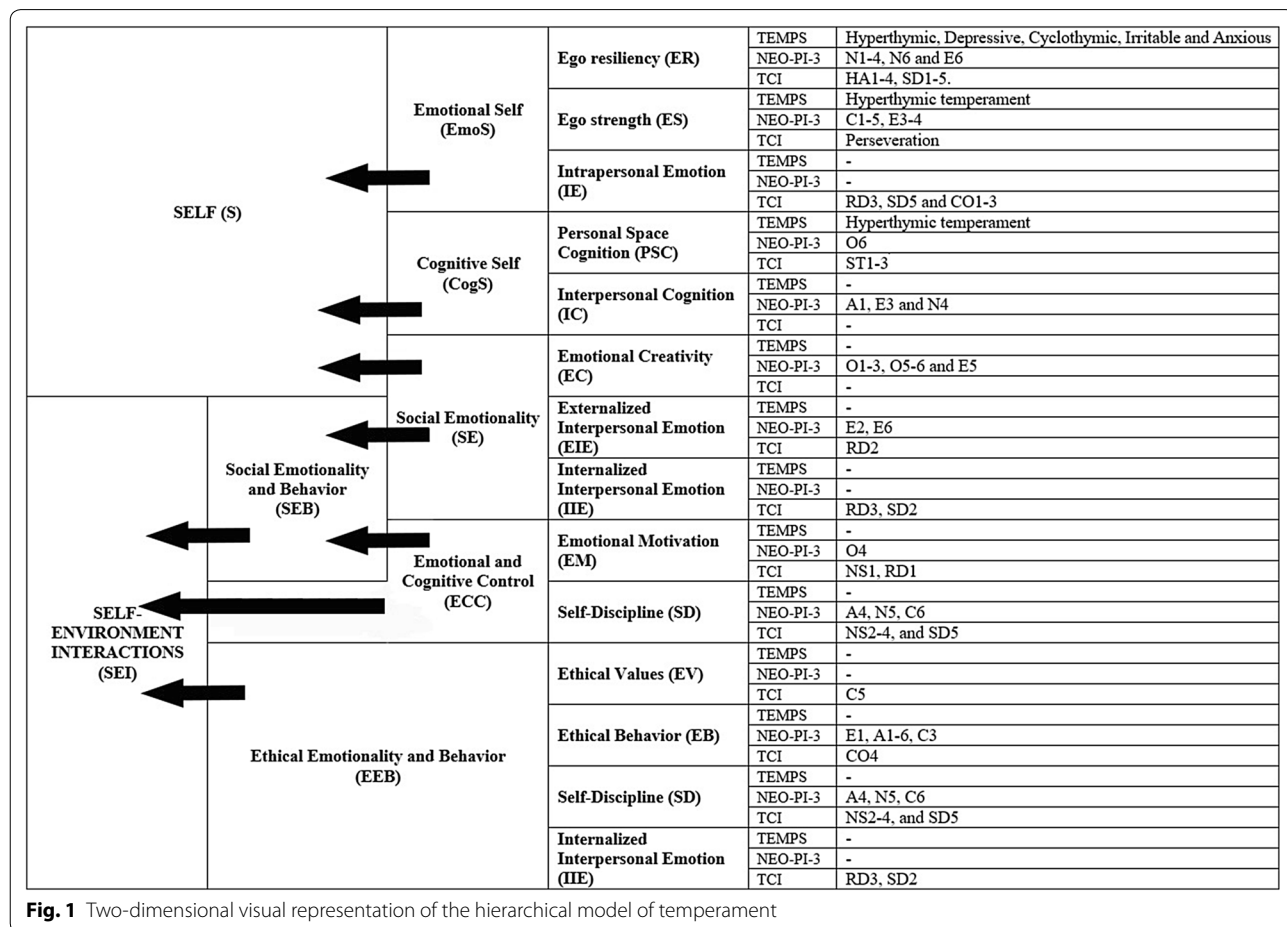 SELF (S)
Emotional Self
(EmoS)
Ego resiliency (ER)
TEMPS Hyperthymic, Depressive, Cyclothymic, Irritable and Anxious
NEO-PI-3 N1-4, N6 and E6
TCI HA1-4, SD1-5.
Ego strength (ES)
TEMPS Hyperthymic temperament
NEO-PI-3 C1-5, E3-4
TCI Perseveration
Intrapersonal Emotion
(IE)
TEMPS -
NEO-PI-3 -
TCI RD3, SD5 and CO1-3
Cognitive Self
(CogS)
Personal Space
Cognition (PSC)
TEMPS Hyperthymic temperament
NEO-PI-3 O6
TCI ST1-3
Interpersonal Cognition
(IC)
TEMPS -
NEO-PI-3 A1, E3 and N4
TCI -
Social Emotionality
(SE)
Emotional Creativity
(EC)
TEMPS -
NEO-PI-3 O1-3, O5-6 and E5
TCI -
SELF-
ENVIRONMENT
INTERACTIONS
(SEI)
Social Emotionality
and Behavior
(SEB)
Externalized
Interpersonal Emotion
(EIE)
TEMPS -
NEO-PI-3 E2, E6
TCI RD2
Internalized
Interpersonal Emotion
(IIE)
TEMPS -
NEO-PI-3 -
TCI RD3, SD2
Emotional and
Cognitive Control
(ECC)
Emotional Motivation
(EM)
TEMPS -
NEO-PI-3 O4
TCI NS1, RD1
Self-Discipline (SD)
TEMPS -
NEO-PI-3 A4, N5, C6
TCI NS2-4, and SD5
Ethical Emotionality and Behavior
(EEB)
Ethical Values (EV)
TEMPS -
NEO-PI-3 -
TCI C5
Ethical Behavior (EB)
TEMPS -
NEO-PI-3 E1, A1-6, C3
TCI CO4
Self-Discipline (SD)
TEMPS -
NEO-PI-3 A4, N5, C6
TCI NS2-4, and SD5
Internalized
Interpersonal Emotion
(IIE)
TEMPS -
NEO-PI-3 -
TCI RD3, SD2
Fig. 1 Two-dimensional visual representation of the hierarchical model of temperament